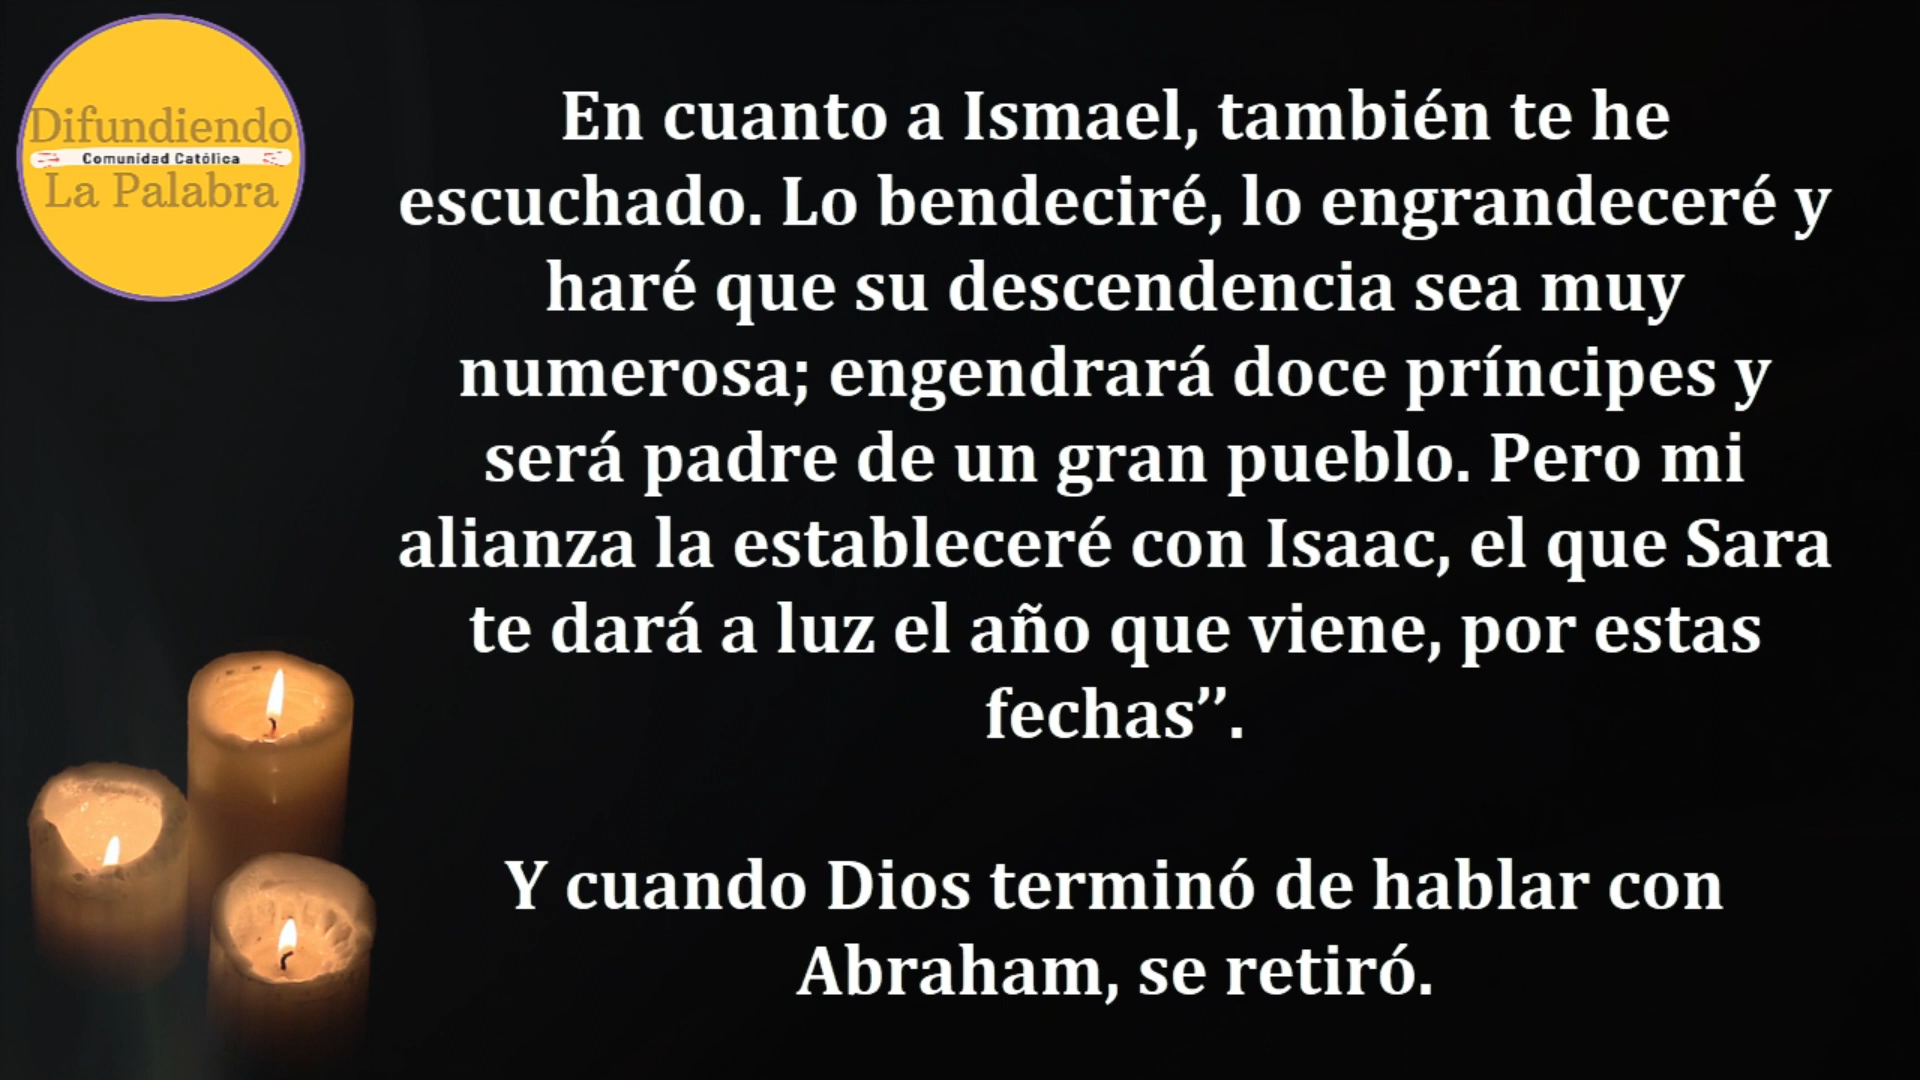 Difundiendo
Comunidad Católica
La Palabra
En cuanto a Ismael, también te he
escuchado. Lo bendeciré, lo engrandeceré y
haré que su descendencia sea muy
numerosa; engendrará doce príncipes y
será padre de un gran pueblo. Pero mi
alianza la estableceré con Isaac, el que Sara
te dará a luz el año que viene, por estas
fechas’’.
Y cuando Dios terminó de hablar con
Abraham, se retiró.